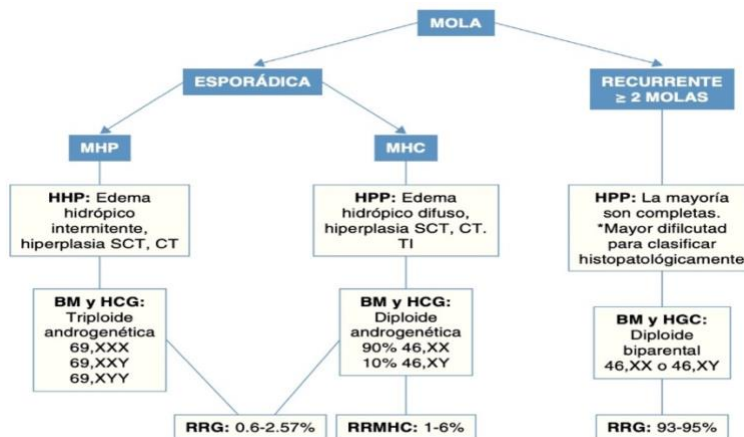 MOLA
ESPORÁDICA
RECURRENTE
≥ 2 MOLAS
MHP
MHC
HHP: Edema
hidrópico
intermitente,
hiperplasia SCT, CT
HPP: Edema
hidrópico difuso,
hiperplasia SCT, CT.
TI
HPP: La mayoría
son completas.
*Mayor difilcutad
para clasificar
histopatológicamente
BM y HCG:
Triploide
androgenética
69,XXX
69,XXY
69,XYY
BM y HCG:
Diploide
androgenética
90% 46,XX
10% 46,XY
BM y HGC:
Diploide
biparental
46,XX o 46,XY
RRG: 0.6-2.57%
RRMHC: 1-6%
RRG: 93-95%